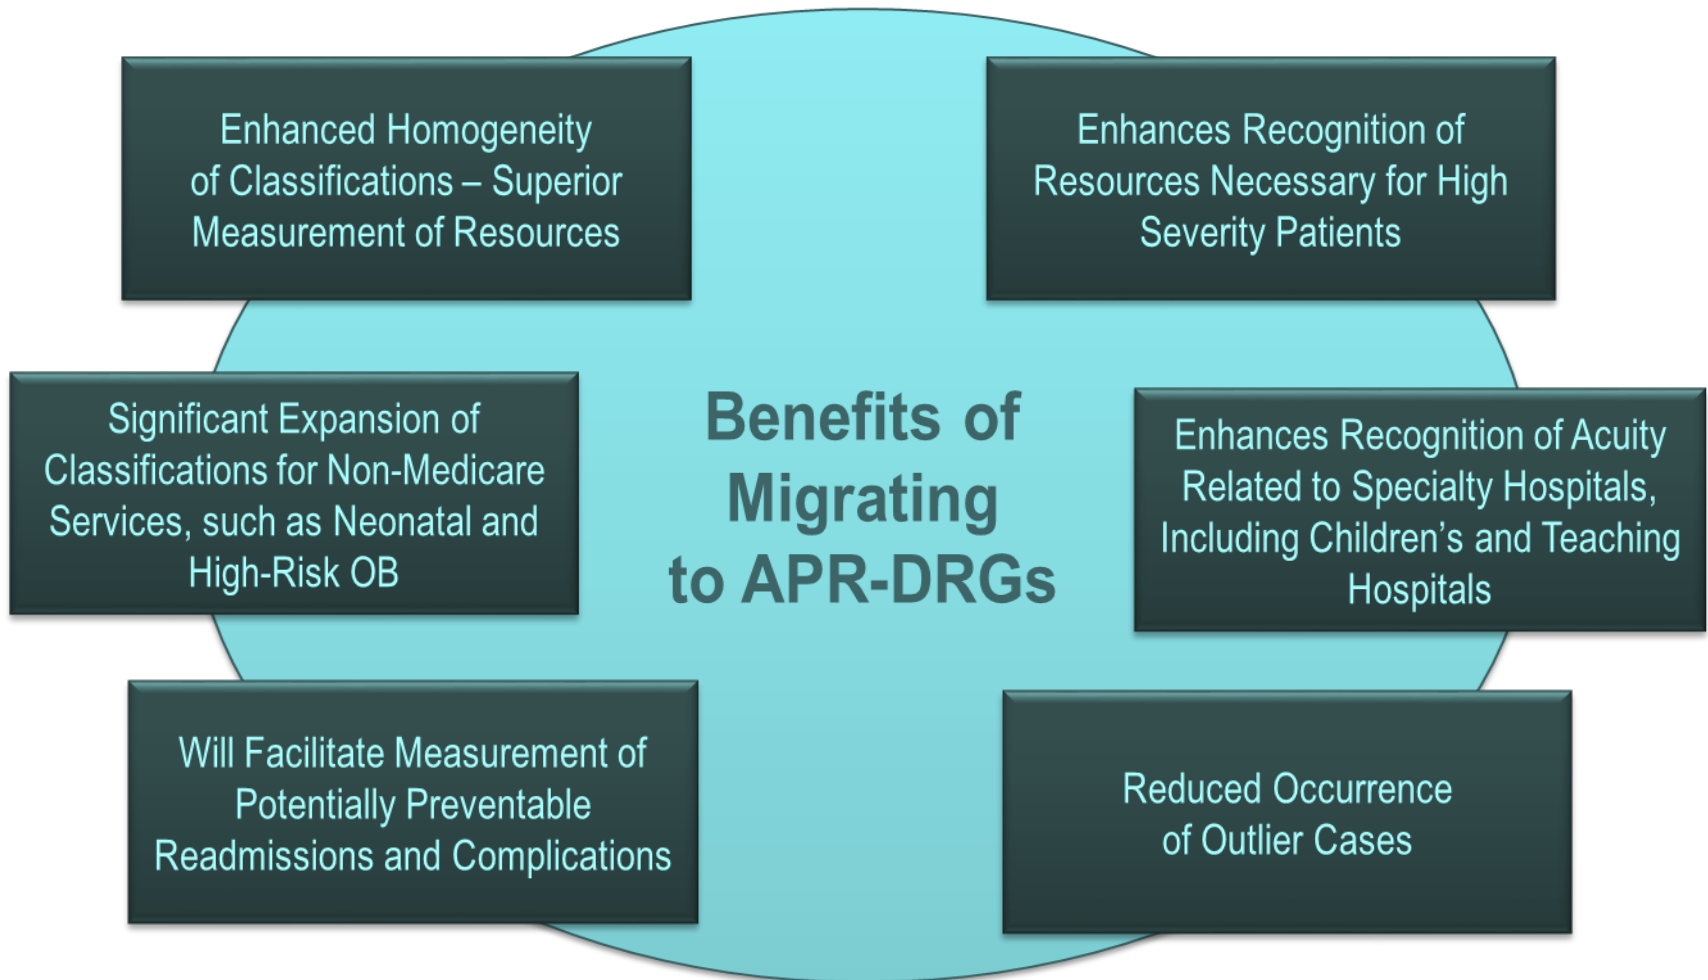 Enhanced Homogeneity
of Classifications – Superior
Measurement of Resources
Enhances Recognition of
Resources Necessary for High
Severity Patients
Significant Expansion of
Classifications for Non-Medicare
Services, such as Neonatal and
High-Risk OB
Benefits of
Migrating
to APR-DRGs
Enhances Recognition of Acuity
Related to Specialty Hospitals,
Including Children’s and Teaching
Hospitals
Will Facilitate Measurement of
Potentially Preventable
Readmissions and Complications
Reduced Occurrence
of Outlier Cases